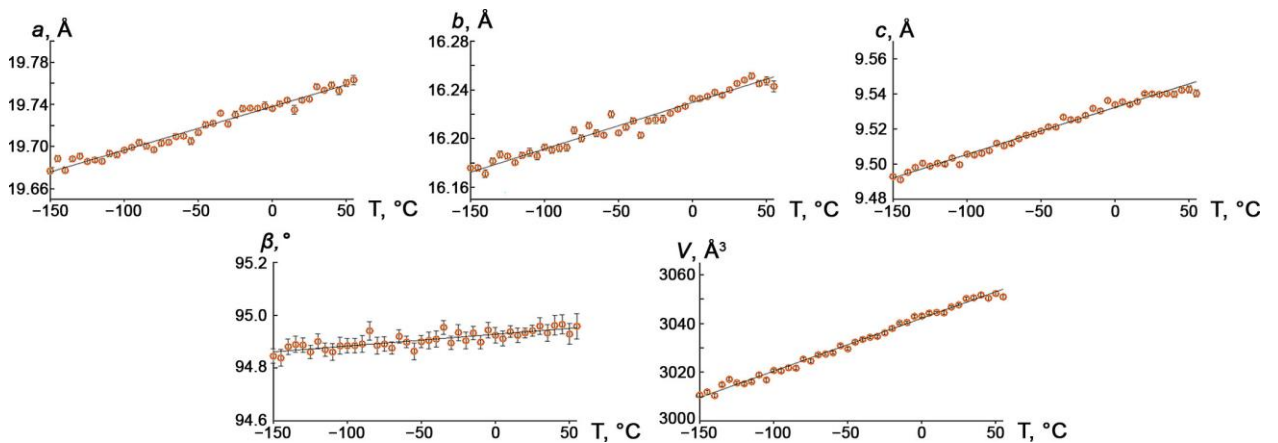 a, Å
19.78
19.74
19.70
19.66
−150 −100 −50 0 50 T, °C
b, Å
16.28
16.24
16.20
16.16
−150 −100 −50 0 50 T, °C
c, Å
9.56
9.54
9.52
9.50
9.48
−150 −100 −50 0 50 T, °C
β,°
95.2
95.0
94.8
94.6
−150 −100 −50 0 50 T, °C
V, Å³
3060
3040
3020
3000
−150 −100 −50 0 50 T, °C